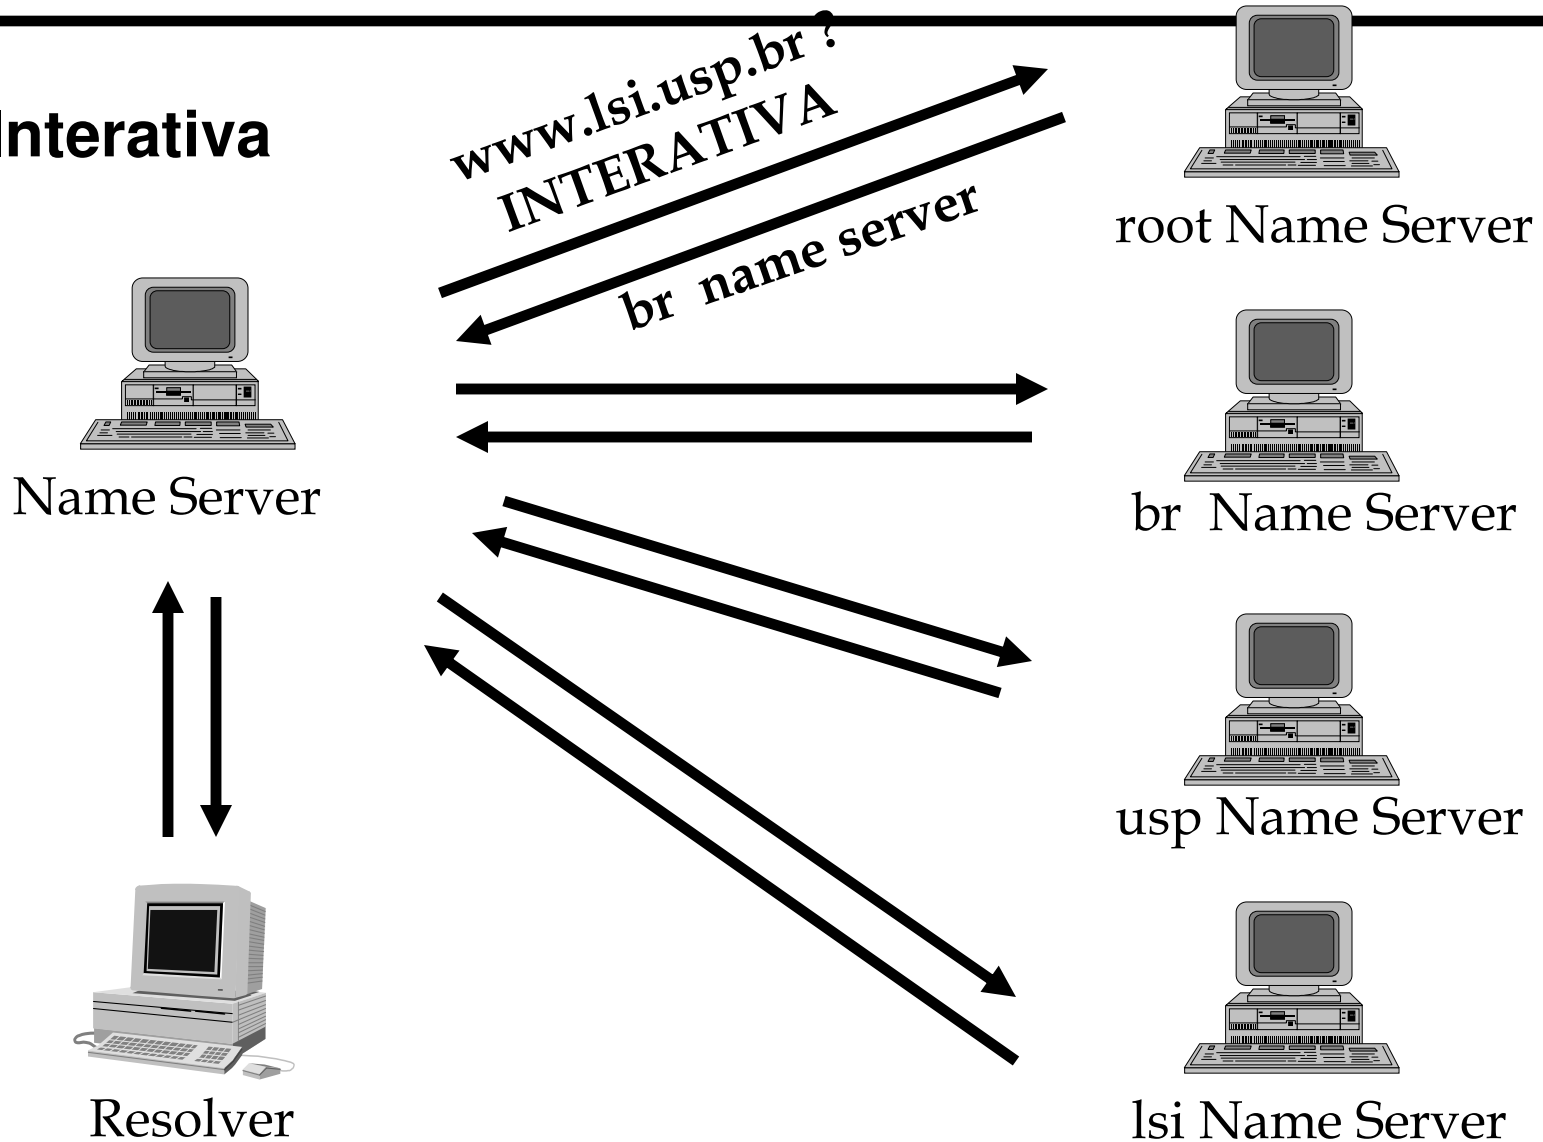 Interativa
www.lsi.usp.br ?
INTERATIVA
br name server
root Name Server
Name Server
br Name Server
usp Name Server
Resolver
lsi Name Server